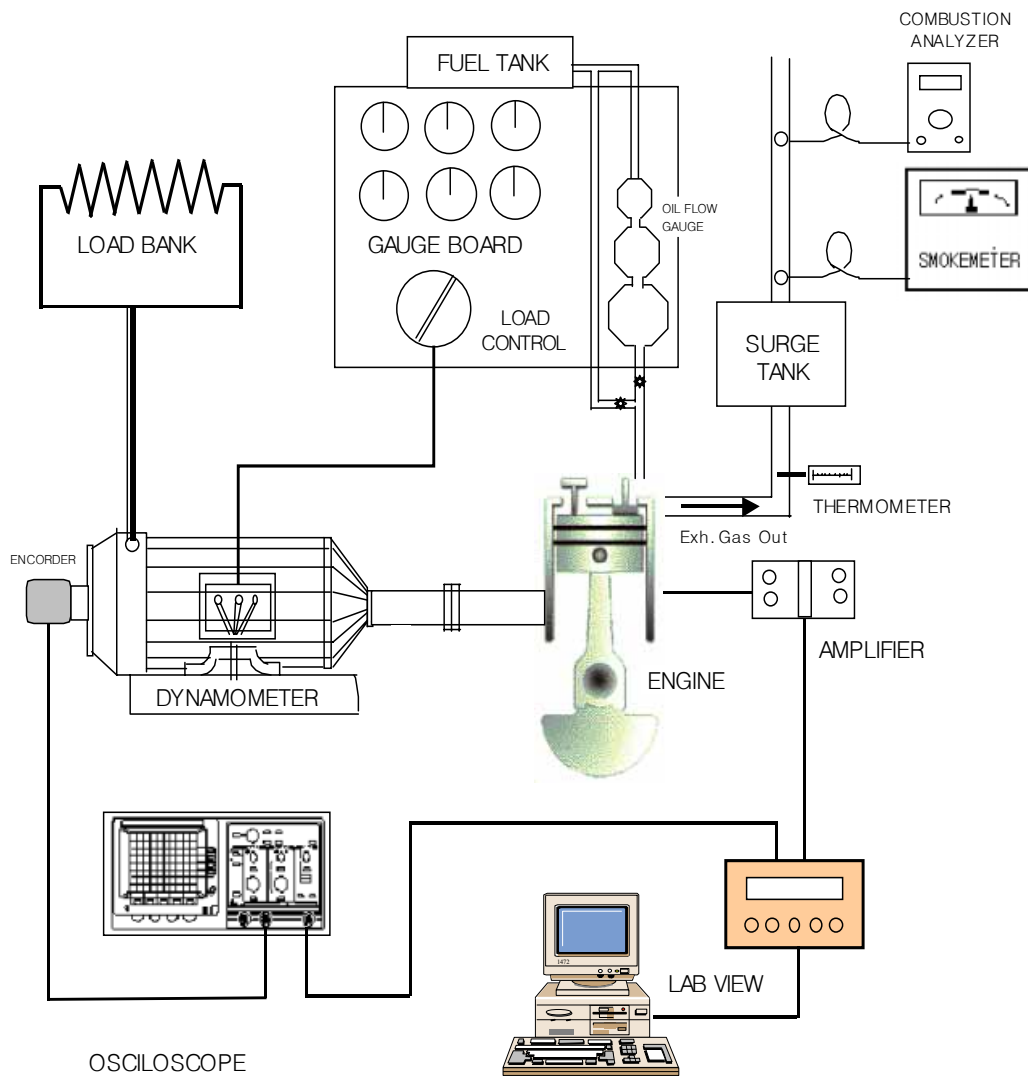 COMBUSTION
ANALYZER
FUEL TANK
OIL FLOW
GAUGE
LOAD BANK
GAUGE BOARD
SMOKEMETER
LOAD
CONTROL
SURGE
TANK
THERMOMETER
Exh. Gas Out
ENCORDER
AMPLIFIER
ENGINE
DYNAMOMETER
1472
LAB VIEW
OSCILOSCOPE